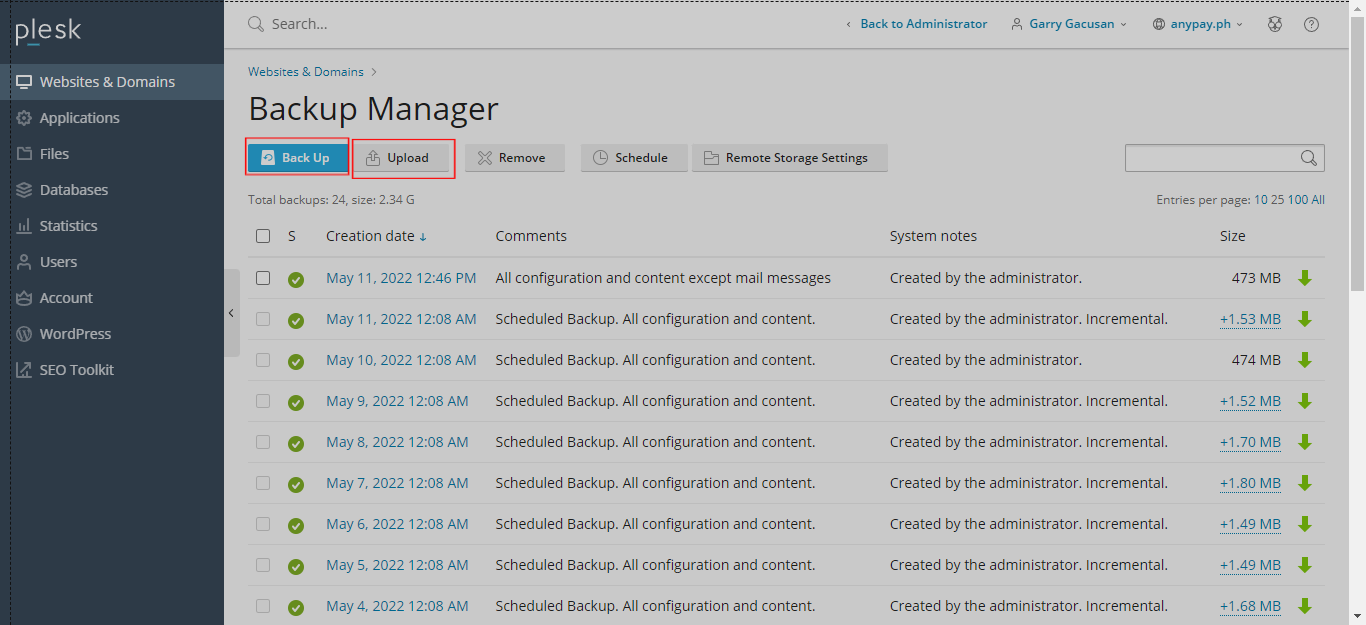 plesk
Search...
Back to Administrator Garry Gacusan anypay.ph
Websites & Domains
Applications
Files
Databases
Statistics
Users
Account
WordPress
SEO Toolkit
Websites & Domains
Backup Manager
Back Up Upload Remove Schedule Remote Storage Settings
Total backups: 24, size: 2.34 G Entries per page: 10 25 100 All
S Creation date ↓ Comments System notes Size
May 11, 2022 12:46 PM All configuration and content except mail messages Created by the administrator. 473 MB
May 11, 2022 12:08 AM Scheduled Backup. All configuration and content. Created by the administrator. Incremental. +1.53 MB
May 10, 2022 12:08 AM Scheduled Backup. All configuration and content. Created by the administrator. 474 MB
May 9, 2022 12:08 AM Scheduled Backup. All configuration and content. Created by the administrator. Incremental. +1.52 MB
May 8, 2022 12:08 AM Scheduled Backup. All configuration and content. Created by the administrator. Incremental. +1.70 MB
May 7, 2022 12:08 AM Scheduled Backup. All configuration and content. Created by the administrator. Incremental. +1.80 MB
May 6, 2022 12:08 AM Scheduled Backup. All configuration and content. Created by the administrator. Incremental. +1.49 MB
May 5, 2022 12:08 AM Scheduled Backup. All configuration and content. Created by the administrator. Incremental. +1.49 MB
May 4, 2022 12:08 AM Scheduled Backup. All configuration and content. Created by the administrator. Incremental. +1.68 MB